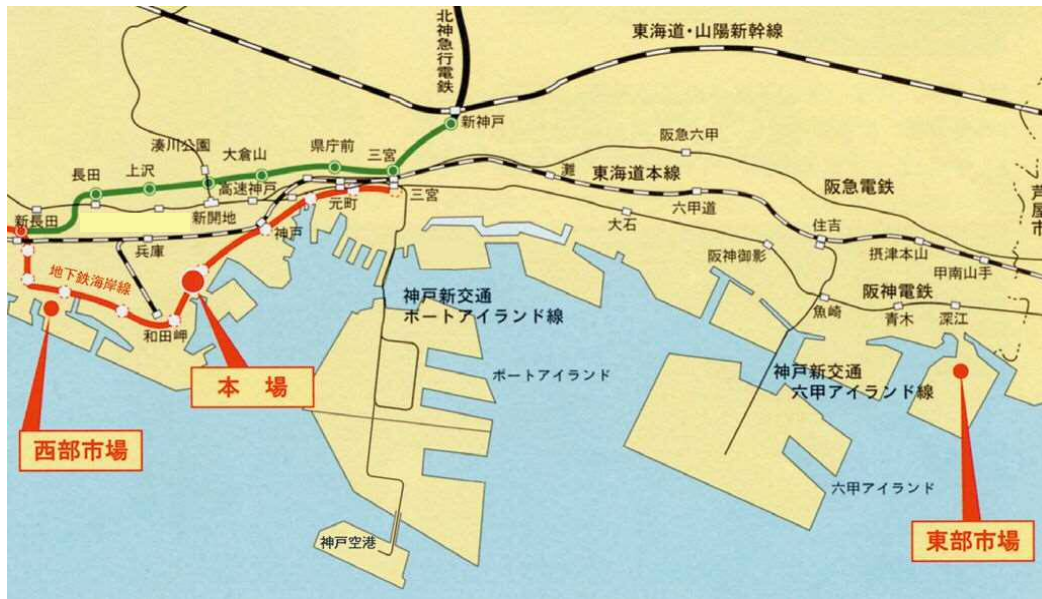 北神急行電鉄
東海道・山陽新幹線
新神戸
湊川公園
大倉山
県庁前
三宮
上沢
長田
高速神戸
阪急六甲
灘
東海道本線
阪急電鉄
芦屋市
新長田
新開地
元町
三宮
六甲道
住吉
大石
神戸
兵庫
阪神御影
摂津本山
甲南山手
地下鉄海岸線
和田岬
神戸新交通
ポートアイランド線
魚崎
青木
深江
阪神電鉄
本場
ポートアイランド
神戸新交通
六甲アイランド線
西部市場
六甲アイランド
神戸空港
東部市場